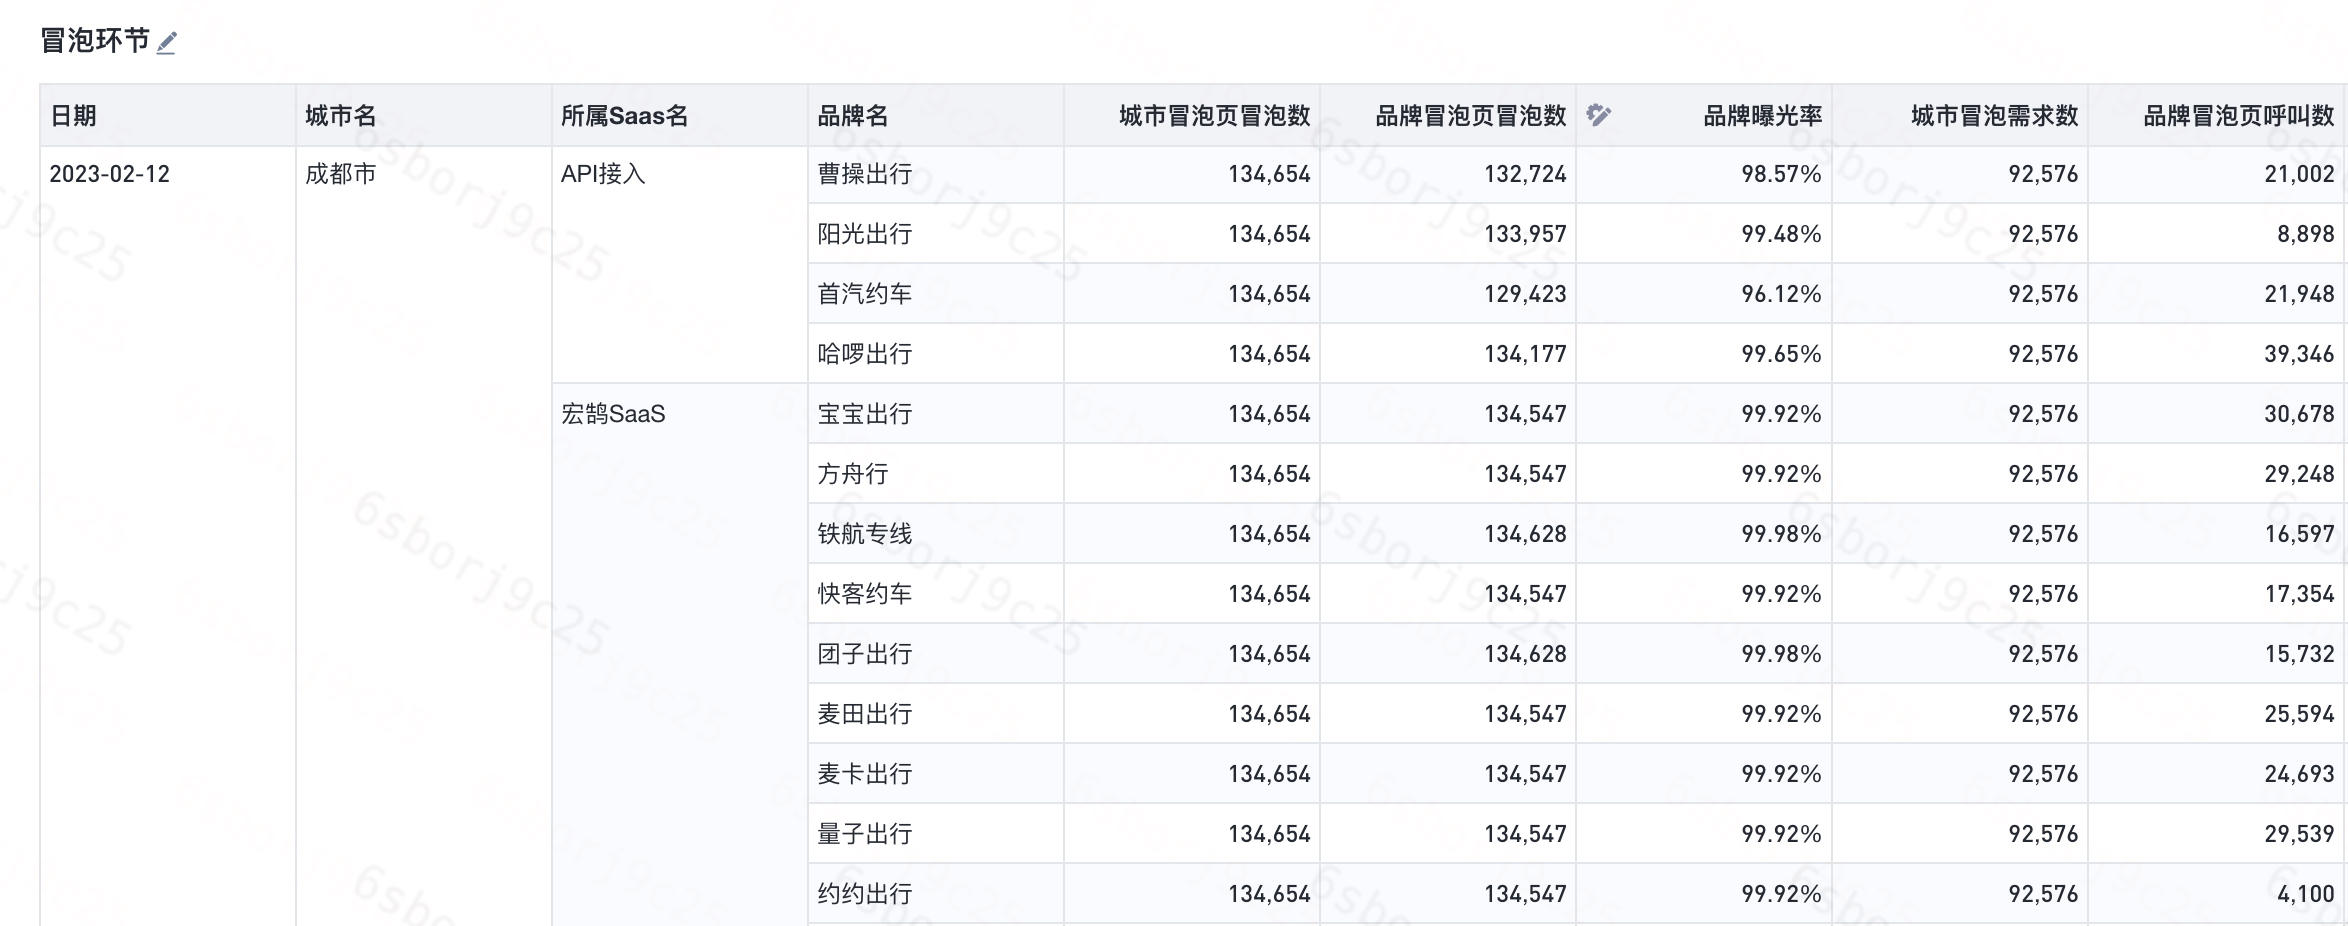 冒泡环节
日期 城市名 所属Saas名 品牌名 城市冒泡页冒泡数 品牌冒泡页冒泡数 品牌曝光率 城市冒泡需求数 品牌冒泡页呼叫数
2023-02-12 成都市 API接入 曹操出行 134,654 132,724 98.57% 92,576 21,002
阳光出行 134,654 133,957 99.48% 92,576 8,898
首汽约车 134,654 129,423 96.12% 92,576 21,948
哈啰出行 134,654 134,177 99.65% 92,576 39,346
宏鹄SaaS 宝宝出行 134,654 134,547 99.92% 92,576 30,678
方舟行 134,654 134,547 99.92% 92,576 29,248
铁航专线 134,654 134,628 99.98% 92,576 16,597
快客约车 134,654 134,547 99.92% 92,576 17,354
团子出行 134,654 134,628 99.98% 92,576 15,732
麦田出行 134,654 134,547 99.92% 92,576 25,594
麦卡出行 134,654 134,547 99.92% 92,576 24,693
量子出行 134,654 134,547 99.92% 92,576 29,539
约约出行 134,654 134,547 99.92% 92,576 4,100
6sborj9c25